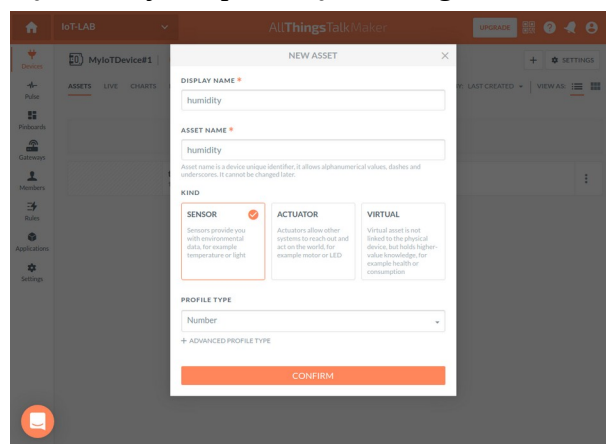 IoT-LAB
AllThingsTalkMaker
UPGRADE
Devices
Pulse
Pinboards
Gateways
Members
Rules
Applications
Settings
MyIoTDevice#1
SETTINGS
ASSETS LIVE CHARTS
BY: LAST CREATED
VIEW AS:
NEW ASSET
DISPLAY NAME *
humidity
ASSET NAME *
humidity
Asset name is a device unique identifier, it allows alphanumerical values, dashes and
underscores. It cannot be changed later.
KIND
SENSOR
Sensors provide you
with environmental
data, for example
temperature or light
ACTUATOR
Actuators allow other
systems to reach out and
act on the world, for
example motor or LED
VIRTUAL
Virtual asset is not
linked to the physical
device, but holds higher-
value knowledge, for
example health or
consumption
PROFILE TYPE
Number
+ ADVANCED PROFILE TYPE
CONFIRM